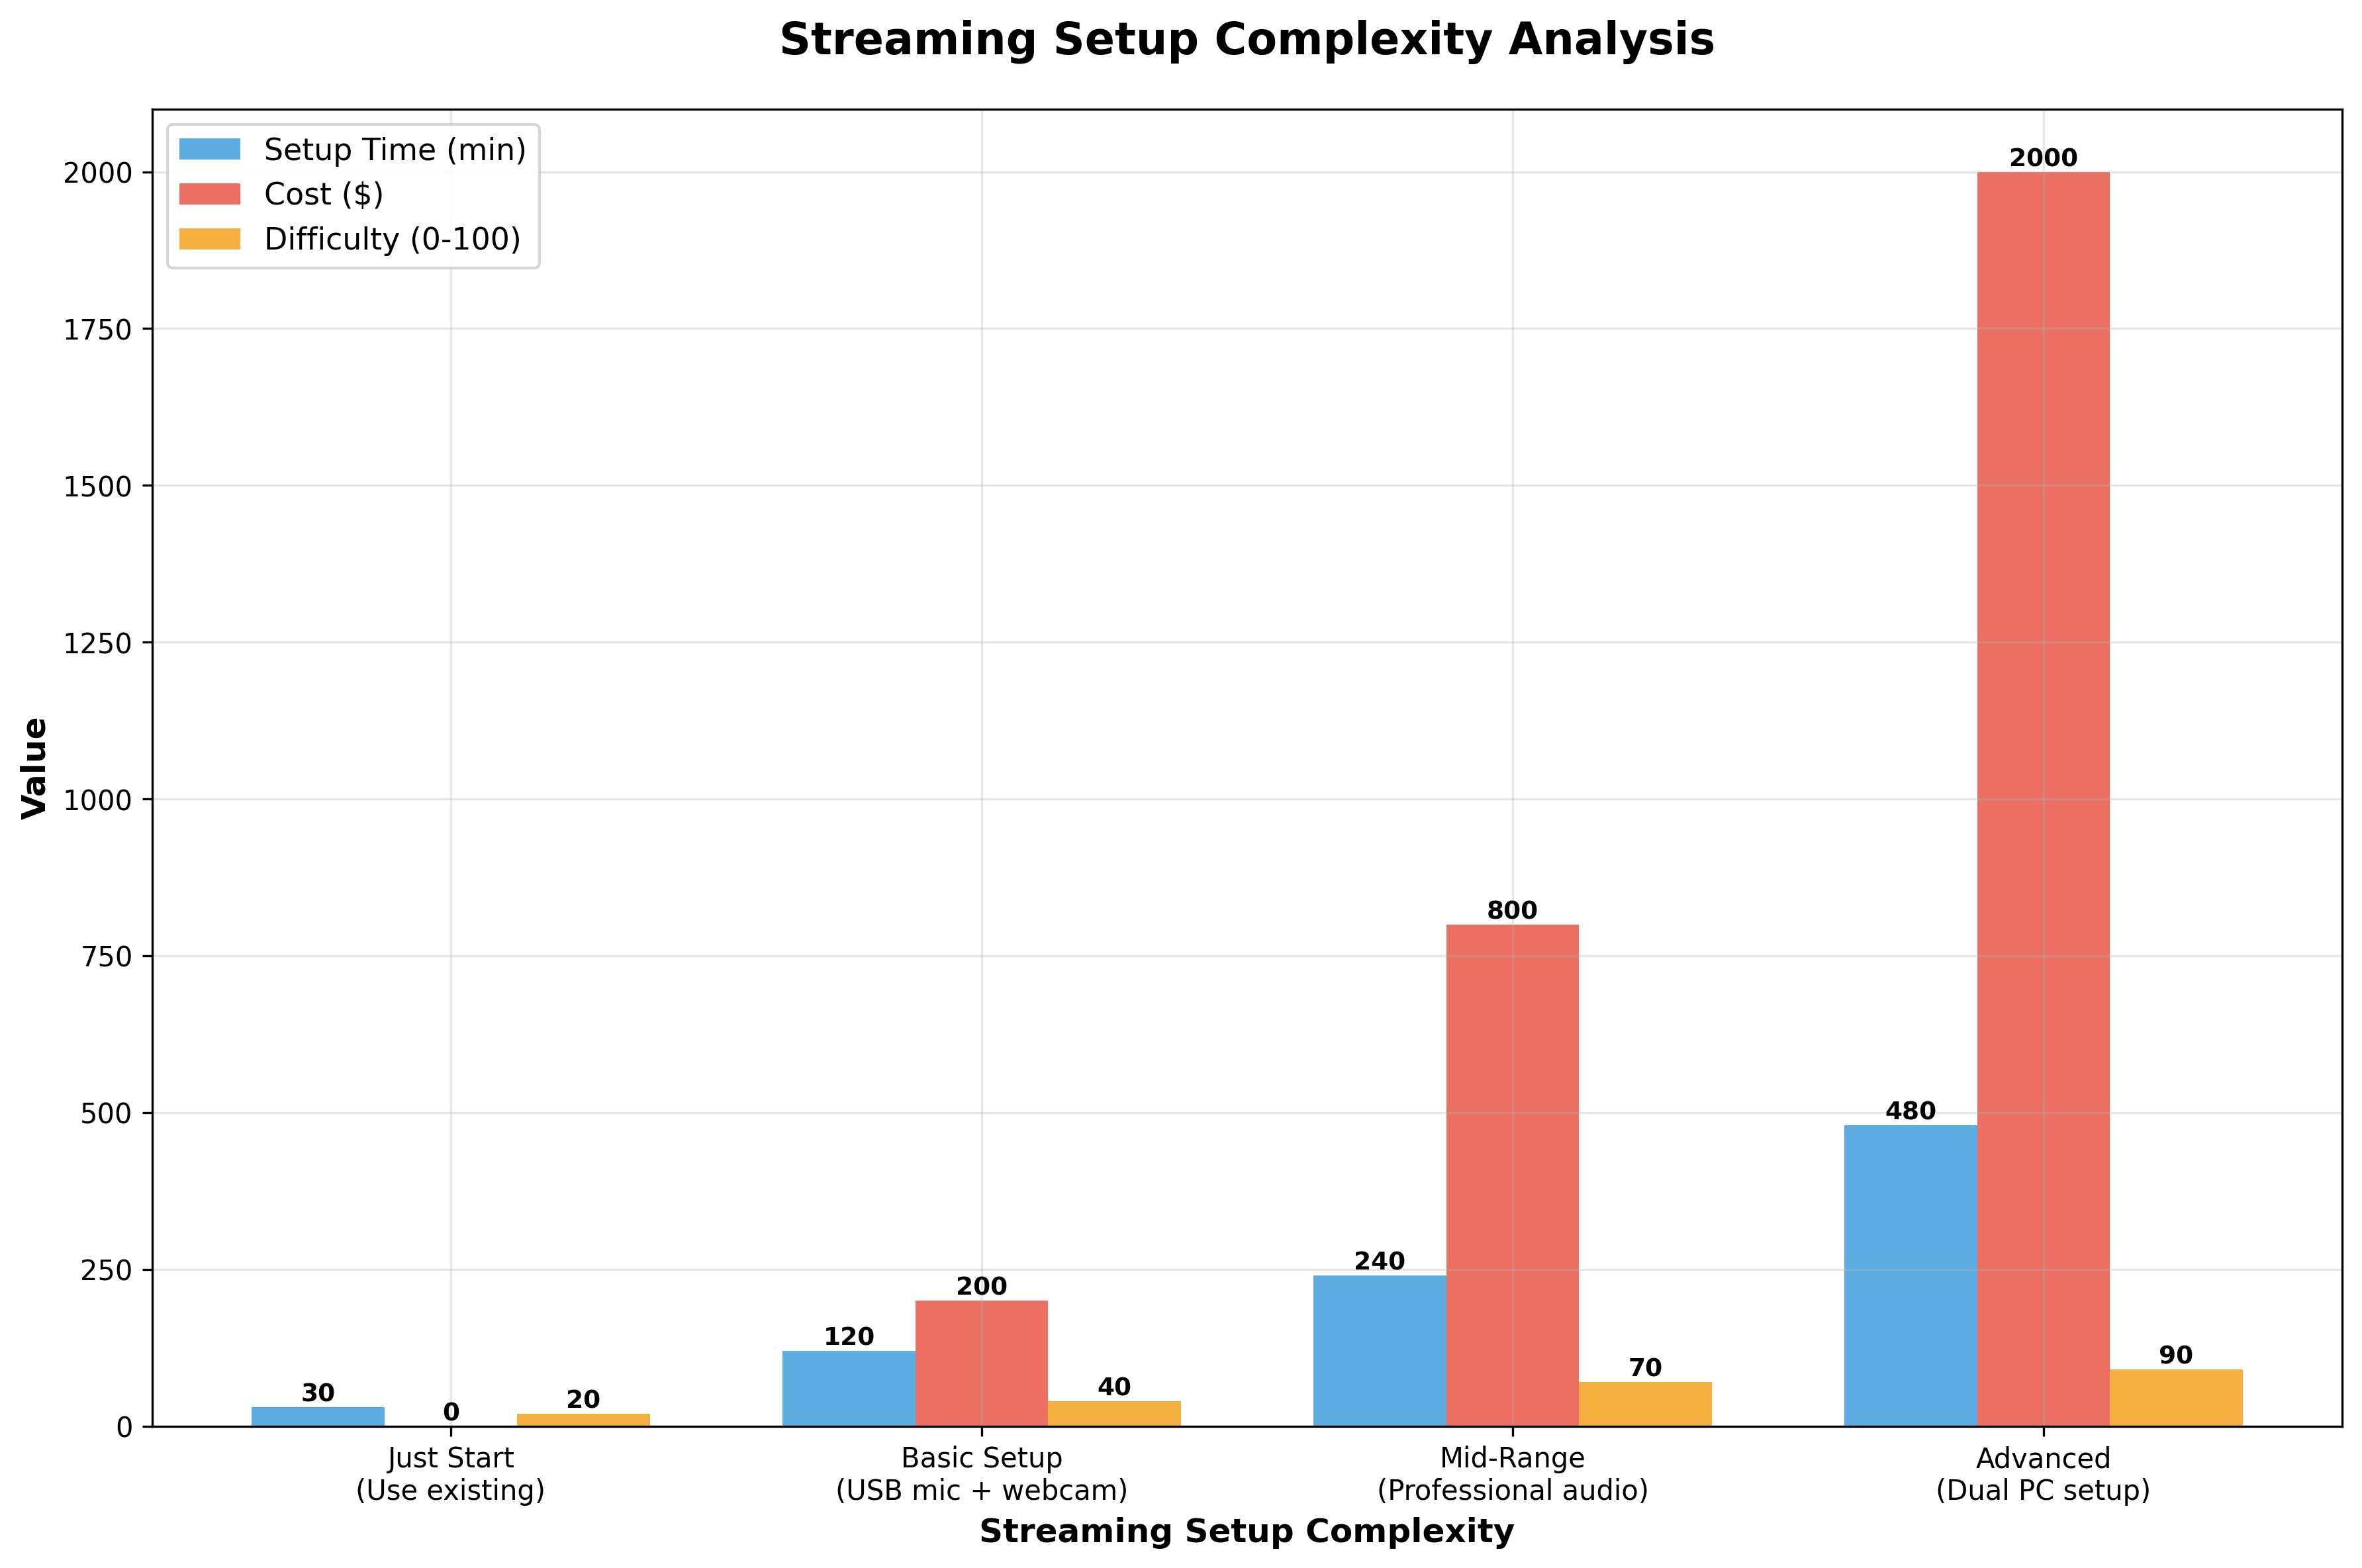 Streaming Setup Complexity Analysis
Setup Time (min)
Cost ($)
Difficulty (0-100)
Value
2000
1750
1500
1250
1000
750
500
250
0
30
0
20
120
200
40
240
800
70
480
2000
90
Just Start
(Use existing)
Basic Setup
(USB mic + webcam)
Mid-Range
(Professional audio)
Advanced
(Dual PC setup)
Streaming Setup Complexity